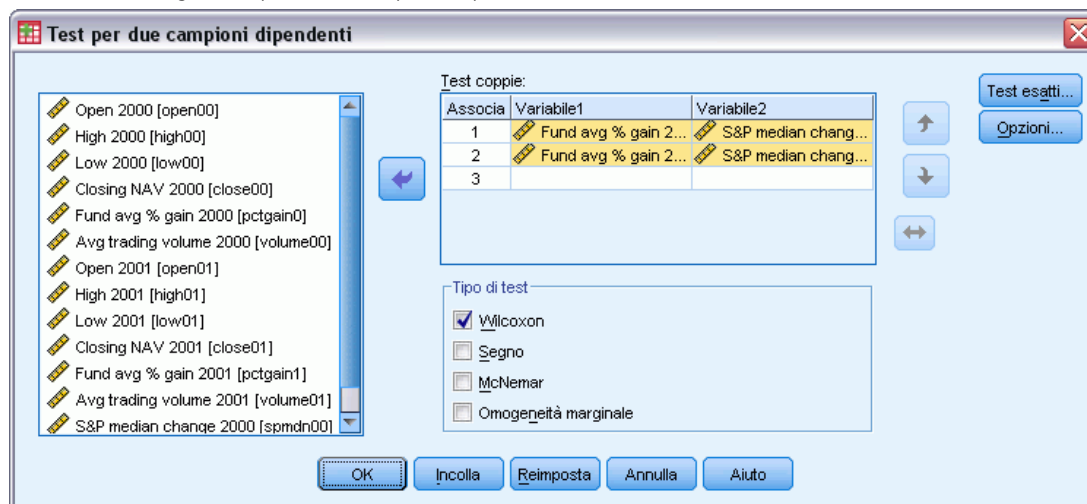 Test per due campioni dipendenti
Open 2000 [open00]
High 2000 [high00]
Low 2000 [low00]
Closing NAV 2000 [close00]
Fund avg % gain 2000 [pctgain0]
Avg trading volume 2000 [volume00]
Open 2001 [open01]
High 2001 [high01]
Low 2001 [low01]
Closing NAV 2001 [close01]
Fund avg % gain 2001 [pctgain1]
Avg trading volume 2001 [volume01]
S&P median change 2000 [spmdn00]
Test coppie:
Associa Variabile1 Variabile2
1 Fund avg % gain 2... S&P median chang...
2 Fund avg % gain 2... S&P median chang...
3
Tipo di test
Wilcoxon
Segno
McNemar
Omogeneità marginale
Test esatti...
Opzioni...
OK Incolla Reimposta Annulla Aiuto